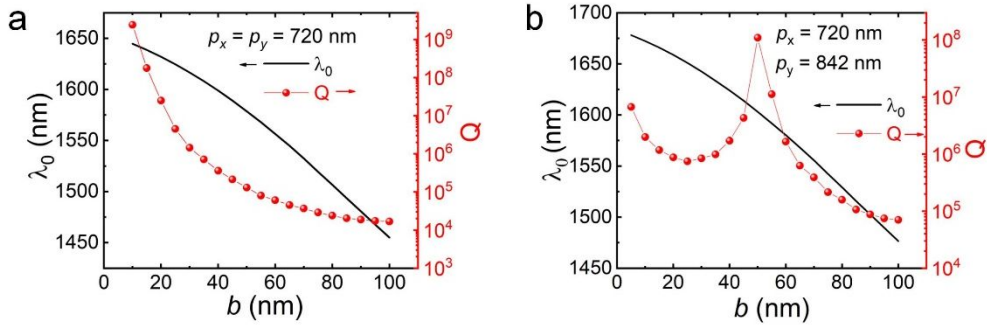 a
pₓ = p_y = 720 nm
λ₀
Q
1650
1600
1550
1500
1450
λ₀ (nm)
10⁹
10⁸
10⁷
10⁶
10⁵
10⁴
10³
Q
0 20 40 60 80 100
b (nm)
b
pₓ = 720 nm
p_y = 842 nm
λ₀
Q
1700
1650
1600
1550
1500
1450
λ₀ (nm)
10⁸
10⁷
10⁶
10⁵
10⁴
Q
0 20 40 60 80 100
b (nm)